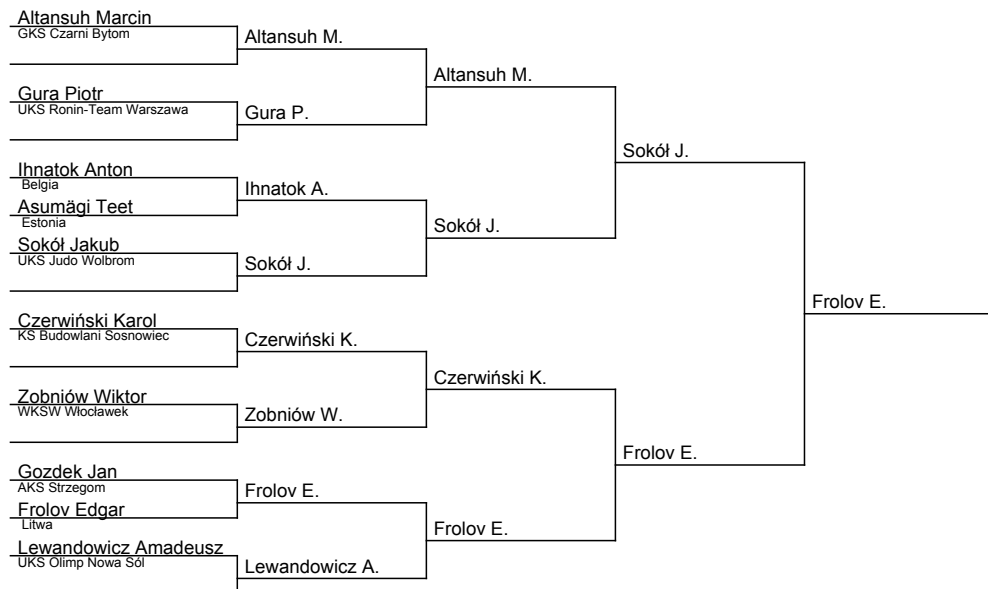 Altansuh Marcin
GKS Czarni Bytom
Altansuh M.
Altansuh M.
Gura Piotr
UKS Ronin-Team Warszawa
Gura P.
Sokół J.
Ihnatok Anton
Belgia
Ihnatok A.
Asumägi Teet
Estonia
Sokół J.
Sokół Jakub
UKS Judo Wolbrom
Sokół J.
Frolov E.
Czerwiński Karol
KS Budowlani Sosnowiec
Czerwiński K.
Czerwiński K.
Zobniów Wiktor
WKSW Włocławek
Zobniów W.
Frolov E.
Gozdek Jan
AKS Strzegom
Frolov E.
Frolov Edgar
Litwa
Frolov E.
Lewandowicz Amadeusz
UKS Olimp Nowa Sól
Lewandowicz A.